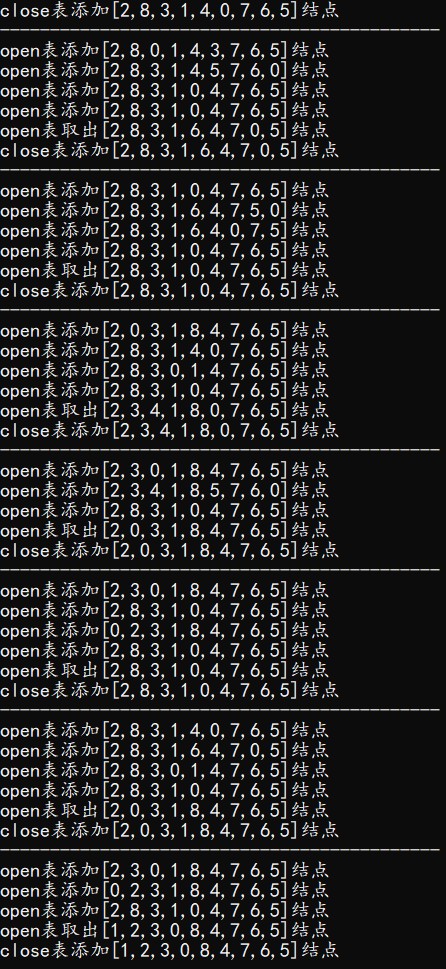 close表添加[2,8,3,1,4,0,7,6,5]结点
open表添加[2,8,0,1,4,3,7,6,5]结点
open表添加[2,8,3,1,4,5,7,6,0]结点
open表添加[2,8,3,1,0,4,7,6,5]结点
open表添加[2,8,3,1,0,4,7,6,5]结点
open表取出[2,8,3,1,6,4,7,0,5]结点
close表添加[2,8,3,1,6,4,7,0,5]结点
open表添加[2,8,3,1,0,4,7,6,5]结点
open表添加[2,8,3,1,6,4,7,5,0]结点
open表添加[2,8,3,1,6,4,0,7,5]结点
open表添加[2,8,3,1,0,4,7,6,5]结点
open表取出[2,8,3,1,0,4,7,6,5]结点
close表添加[2,8,3,1,0,4,7,6,5]结点
open表添加[2,0,3,1,8,4,7,6,5]结点
open表添加[2,8,3,1,4,0,7,6,5]结点
open表添加[2,8,3,0,1,4,7,6,5]结点
open表添加[2,8,3,1,0,4,7,6,5]结点
open表取出[2,3,4,1,8,0,7,6,5]结点
close表添加[2,3,4,1,8,0,7,6,5]结点
open表添加[2,3,0,1,8,4,7,6,5]结点
open表添加[2,3,4,1,8,5,7,6,0]结点
open表添加[2,8,3,1,0,4,7,6,5]结点
open表取出[2,0,3,1,8,4,7,6,5]结点
close表添加[2,0,3,1,8,4,7,6,5]结点
open表添加[2,3,0,1,8,4,7,6,5]结点
open表添加[2,8,3,1,0,4,7,6,5]结点
open表添加[0,2,3,1,8,4,7,6,5]结点
open表添加[2,8,3,1,0,4,7,6,5]结点
open表取出[2,8,3,1,0,4,7,6,5]结点
close表添加[2,8,3,1,0,4,7,6,5]结点
open表添加[2,8,3,1,4,0,7,6,5]结点
open表添加[2,8,3,1,6,4,7,0,5]结点
open表添加[2,8,3,0,1,4,7,6,5]结点
open表添加[2,8,3,1,0,4,7,6,5]结点
open表取出[2,0,3,1,8,4,7,6,5]结点
close表添加[2,0,3,1,8,4,7,6,5]结点
open表添加[2,3,0,1,8,4,7,6,5]结点
open表添加[0,2,3,1,8,4,7,6,5]结点
open表添加[2,8,3,1,0,4,7,6,5]结点
open表取出[1,2,3,0,8,4,7,6,5]结点
close表添加[1,2,3,0,8,4,7,6,5]结点